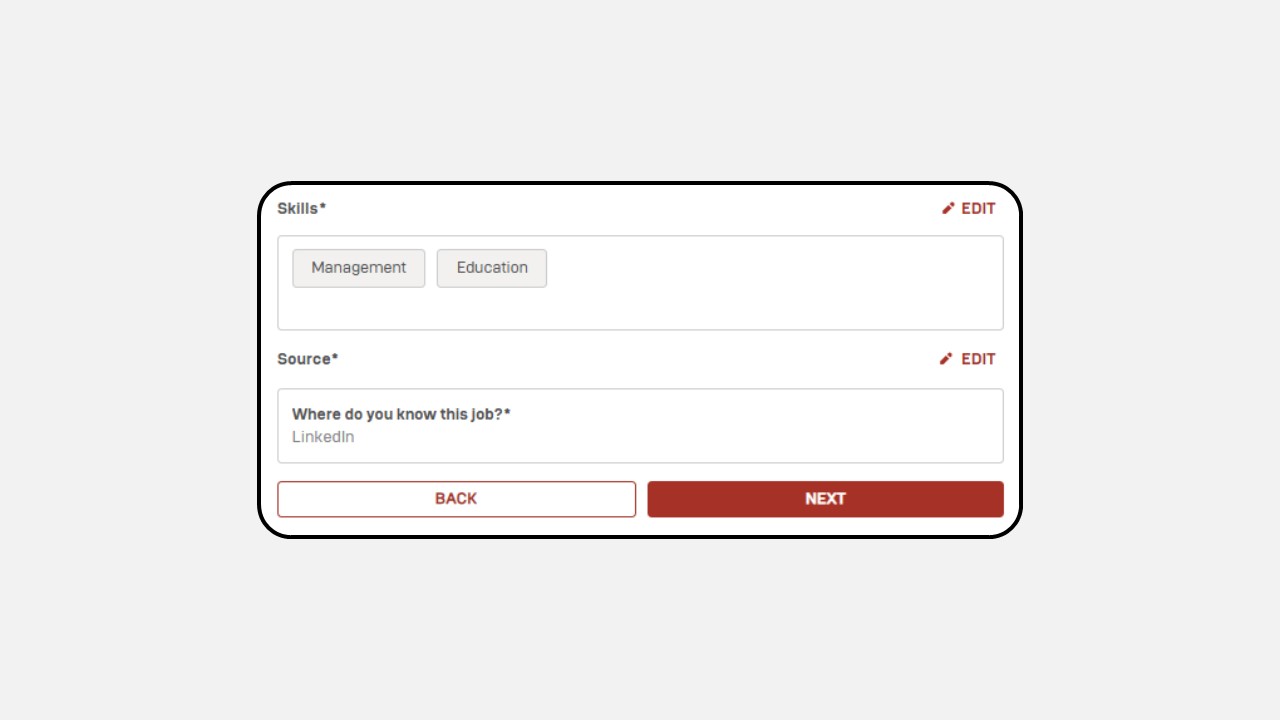 Skills* EDIT
Management Education
Source* EDIT
Where do you know this job?*
LinkedIn
BACK NEXT